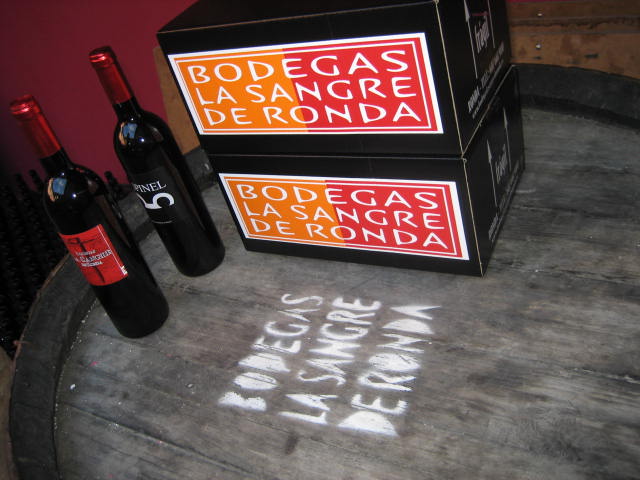 BODEGAS
LA SANGRE
DE RONDA
BODEGAS
LA SANGRE
DE RONDA
PINEL
5
BODEGAS
LA SANGRE
DE RONDA